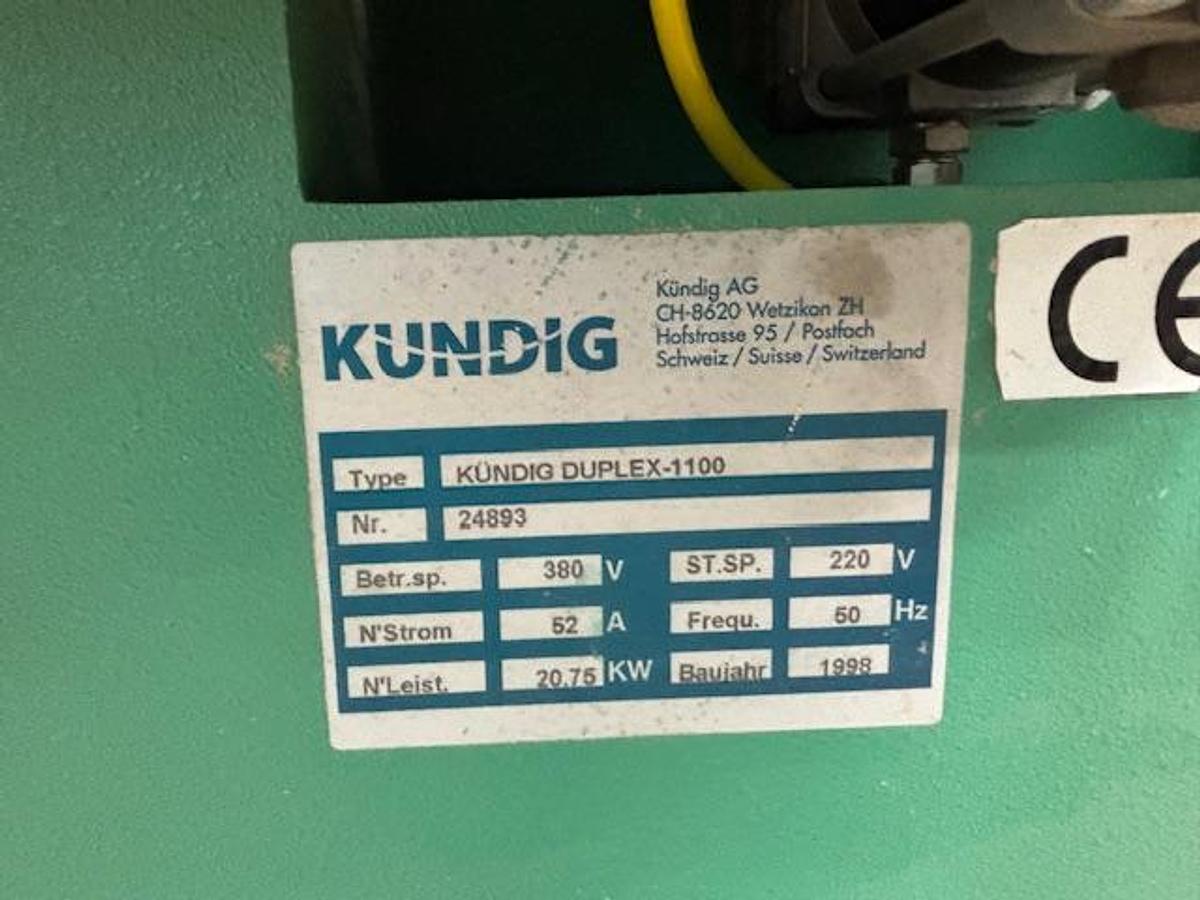 KÜNDIG
Kündig AG
CH-8620 Wetzikon ZH
Hofstrasse 95 / Postfach
Schweiz / Suisse / Switzerland
Type KÜNDIG DUPLEX-1100
Nr. 24893
Betr.sp. 380 V ST.SP. 220 V
N'Strom 52 A Frequ. 50 Hz
N'Leist. 20.75 KW Baujahr 1998
CE